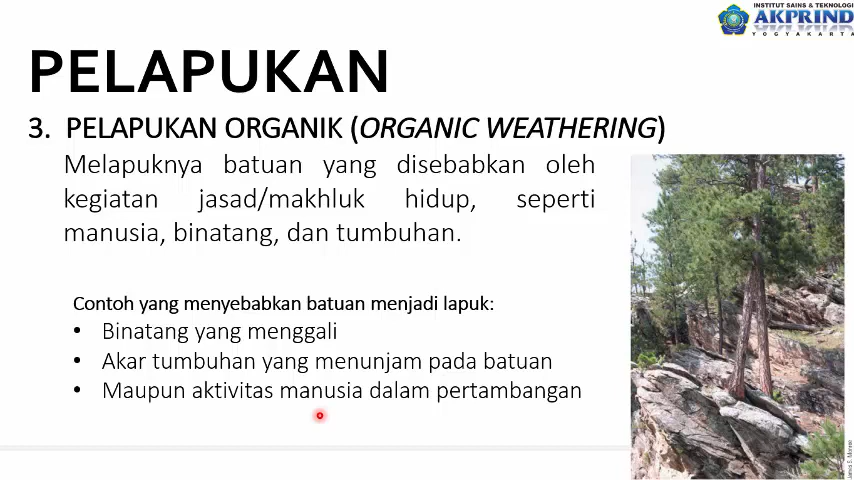 INSTITUT SAINS & TEKNOLOGI
AKPRIND
YOGYAKARTA
PELAPUKAN
3. PELAPUKAN ORGANIK (ORGANIC WEATHERING)
Melapuknya batuan yang disebabkan oleh
kegiatan jasad/makhluk hidup, seperti
manusia, binatang, dan tumbuhan.
Contoh yang menyebabkan batuan menjadi lapuk:
• Binatang yang menggali
• Akar tumbuhan yang menunjam pada batuan
• Maupun aktivitas manusia dalam pertambangan
James S. Monroe